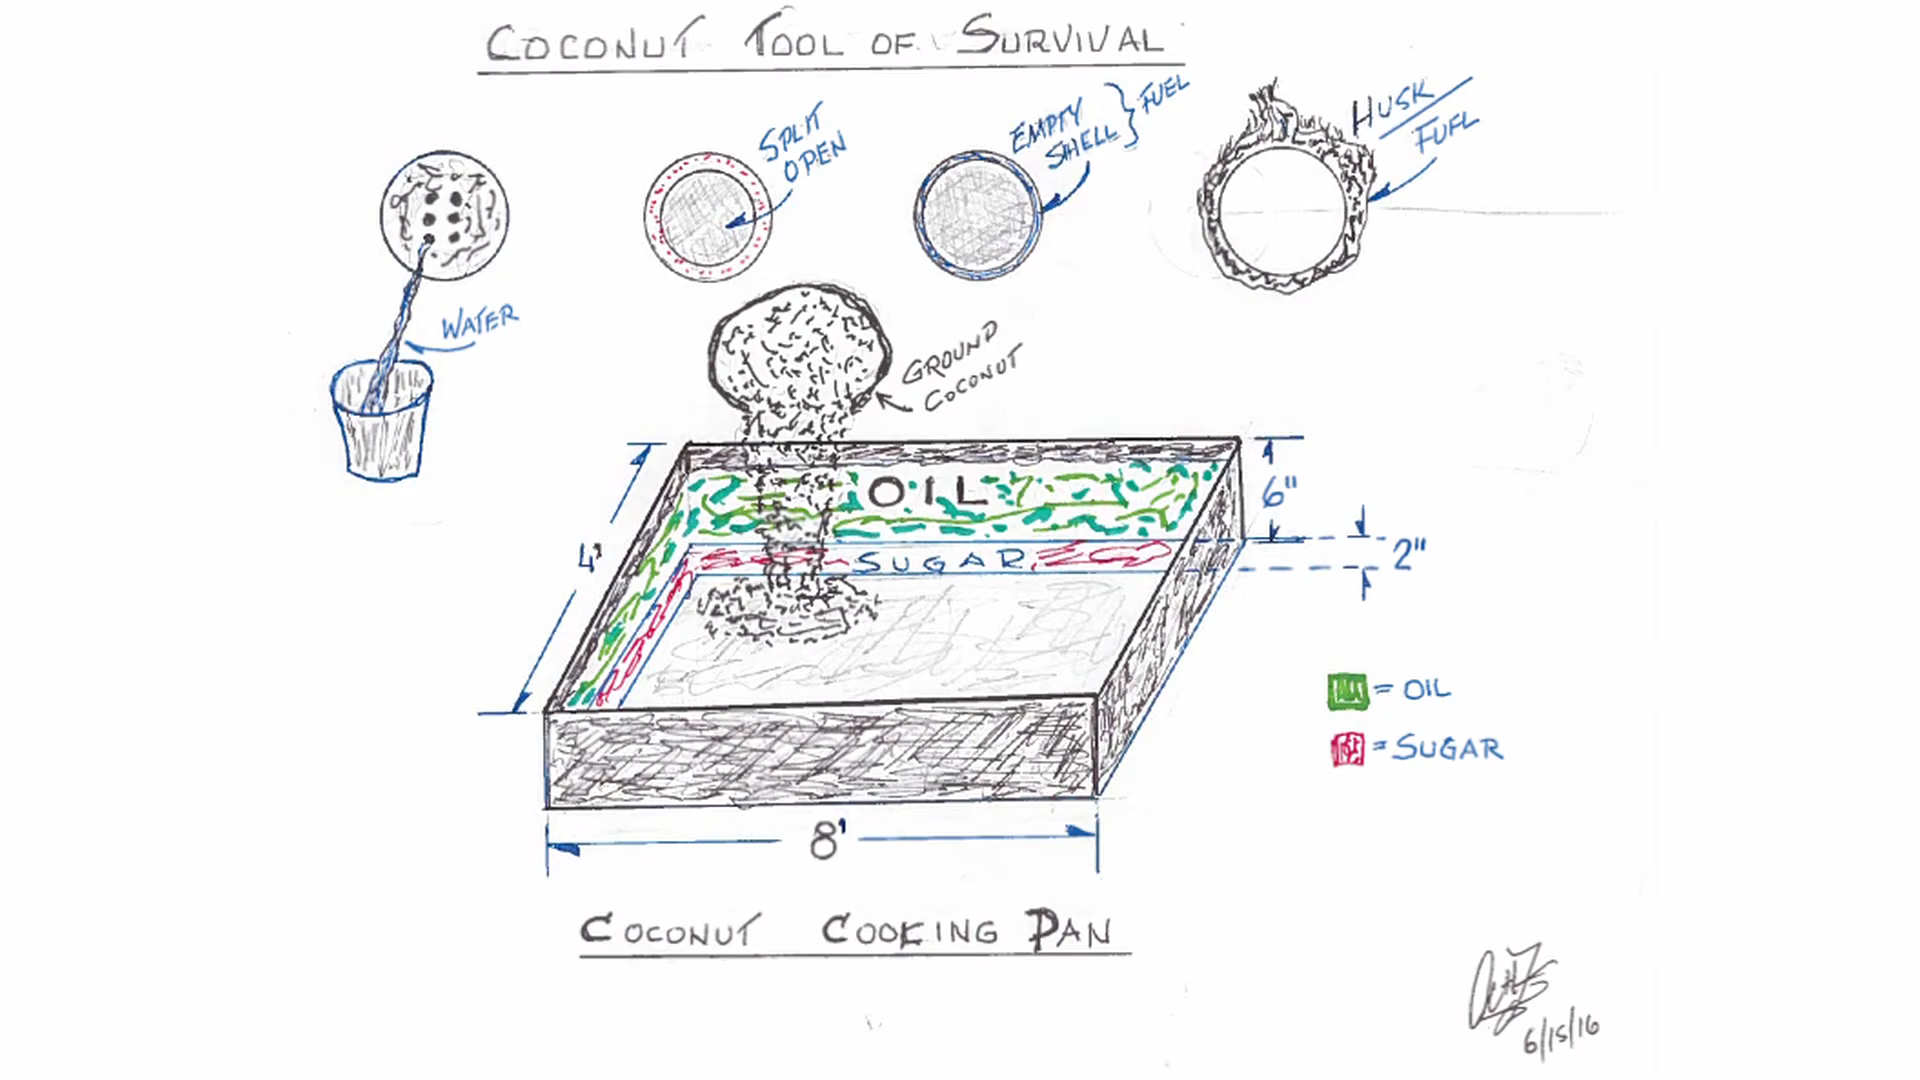 COCONUT TOOL OF SURVIVAL
SPLIT
OPEN
EMPTY
SHELL
FUEL
HUSK
FUEL
WATER
GROUND
COCONUT
OIL
6"
4'
SUGAR
2"
= OIL
= SUGAR
8'
COCONUT COOKING PAN
6/15/16